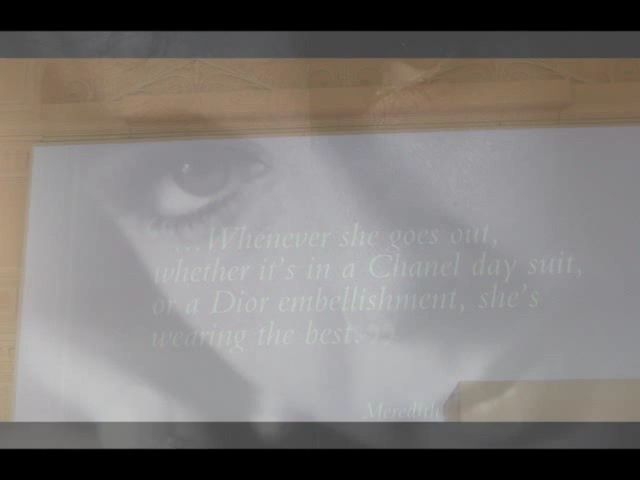 ...Whenever she goes out,
whether it's in a Chanel day suit,
or a Dior embellishment, she's
wearing the best.”
Meredith